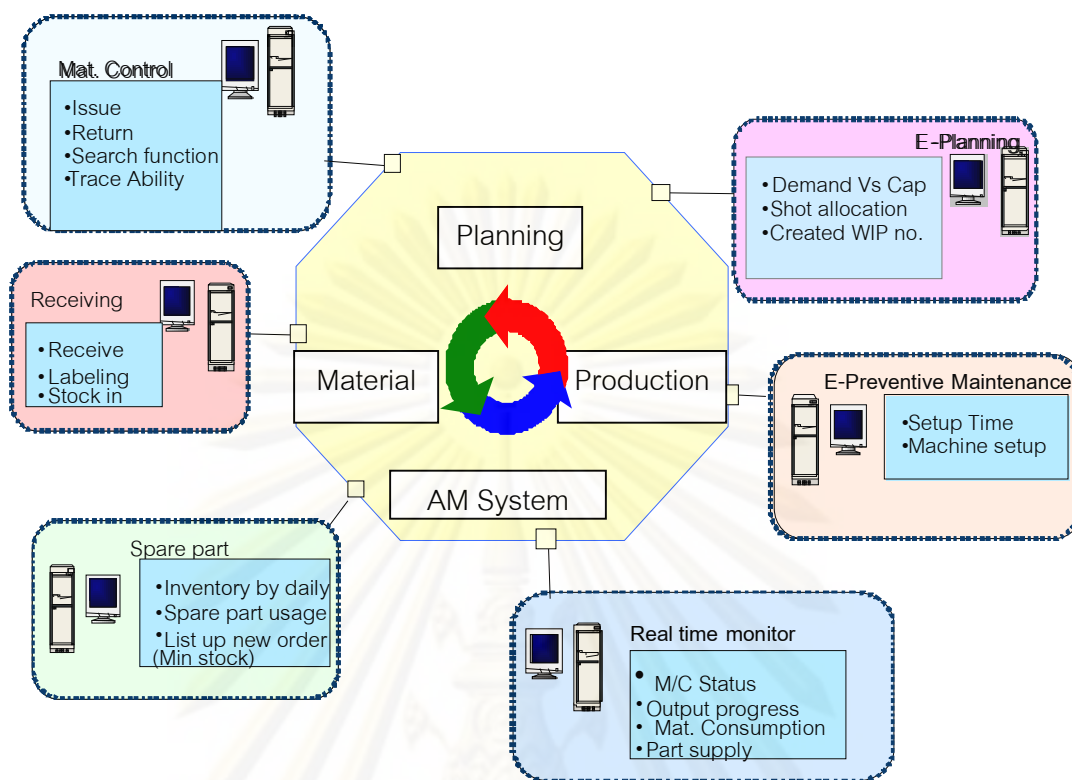 Mat. Control
•Issue
•Return
•Search function
•Trace Ability
E-Planning
•Demand Vs Cap
•Shot allocation
•Created WIP no.
Planning
Receiving
•Receive
•Labeling
•Stock in
Material
Production
E-Preventive Maintenance
•Setup Time
•Machine setup
AM System
Spare part
•Inventory by daily
•Spare part usage
•List up new order
(Min stock)
Real time monitor
•M/C Status
•Output progress
•Mat. Consumption
•Part supply